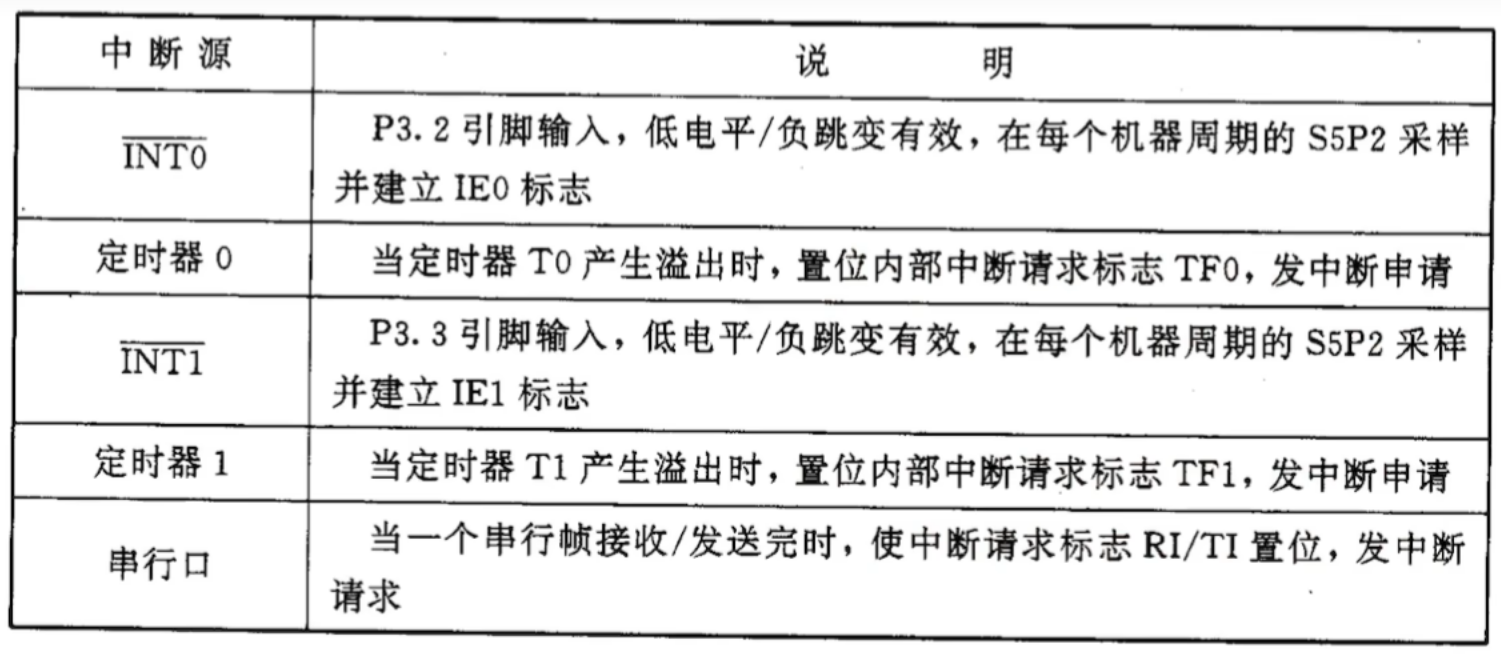 中断源 说明
INT0 P3.2引脚输入，低电平/负跳变有效，在每个机器周期的S5P2采样
并建立IE0标志
定时器0 当定时器T0产生溢出时，置位内部中断请求标志TF0，发中断申请
INT1 P3.3引脚输入，低电平/负跳变有效，在每个机器周期的S5P2采样
并建立IE1标志
定时器1 当定时器T1产生溢出时，置位内部中断请求标志TF1，发中断申请
串行口 当一个串行帧接收/发送完时，使中断请求标志RI/TI置位，发中断
请求